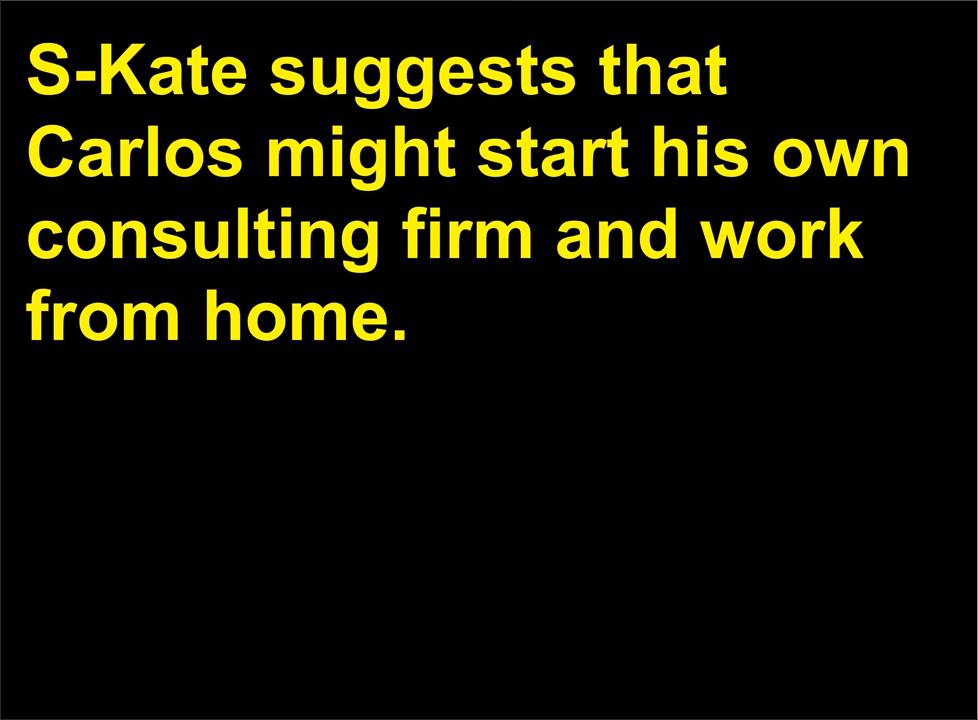 S-Kate suggests that
Carlos might start his own
consulting firm and work
from home.